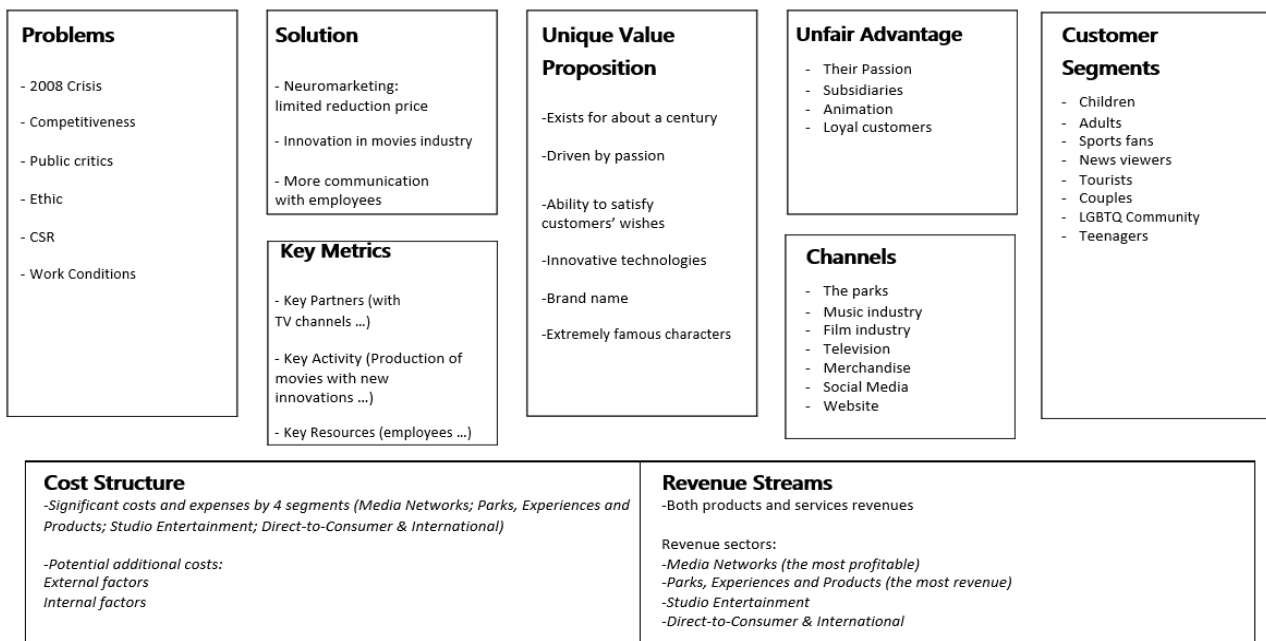 Problems
- 2008 Crisis
- Competitiveness
- Public critics
- Ethic
- CSR
- Work Conditions
Solution
- Neuromarketing:
limited reduction price
- Innovation in movies industry
- More communication
with employees
Key Metrics
- Key Partners (with
TV channels ...)
- Key Activity (Production of
movies with new
innovations ...)
- Key Resources (employees ...)
Unique Value
Proposition
-Exists for about a century
-Driven by passion
-Ability to satisfy
customers’ wishes
-Innovative technologies
-Brand name
-Extremely famous characters
Unfair Advantage
- Their Passion
- Subsidiaries
- Animation
- Loyal customers
Channels
- The parks
- Music industry
- Film industry
- Television
- Merchandise
- Social Media
- Website
Customer
Segments
- Children
- Adults
- Sports fans
- News viewers
- Tourists
- Couples
- LGBTQ Community
- Teenagers
Cost Structure
-Significant costs and expenses by 4 segments (Media Networks; Parks, Experiences and
Products; Studio Entertainment; Direct-to-Consumer & International)
-Potential additional costs:
External factors
Internal factors
Revenue Streams
-Both products and services revenues
Revenue sectors:
-Media Networks (the most profitable)
-Parks, Experiences and Products (the most revenue)
-Studio Entertainment
-Direct-to-Consumer & International